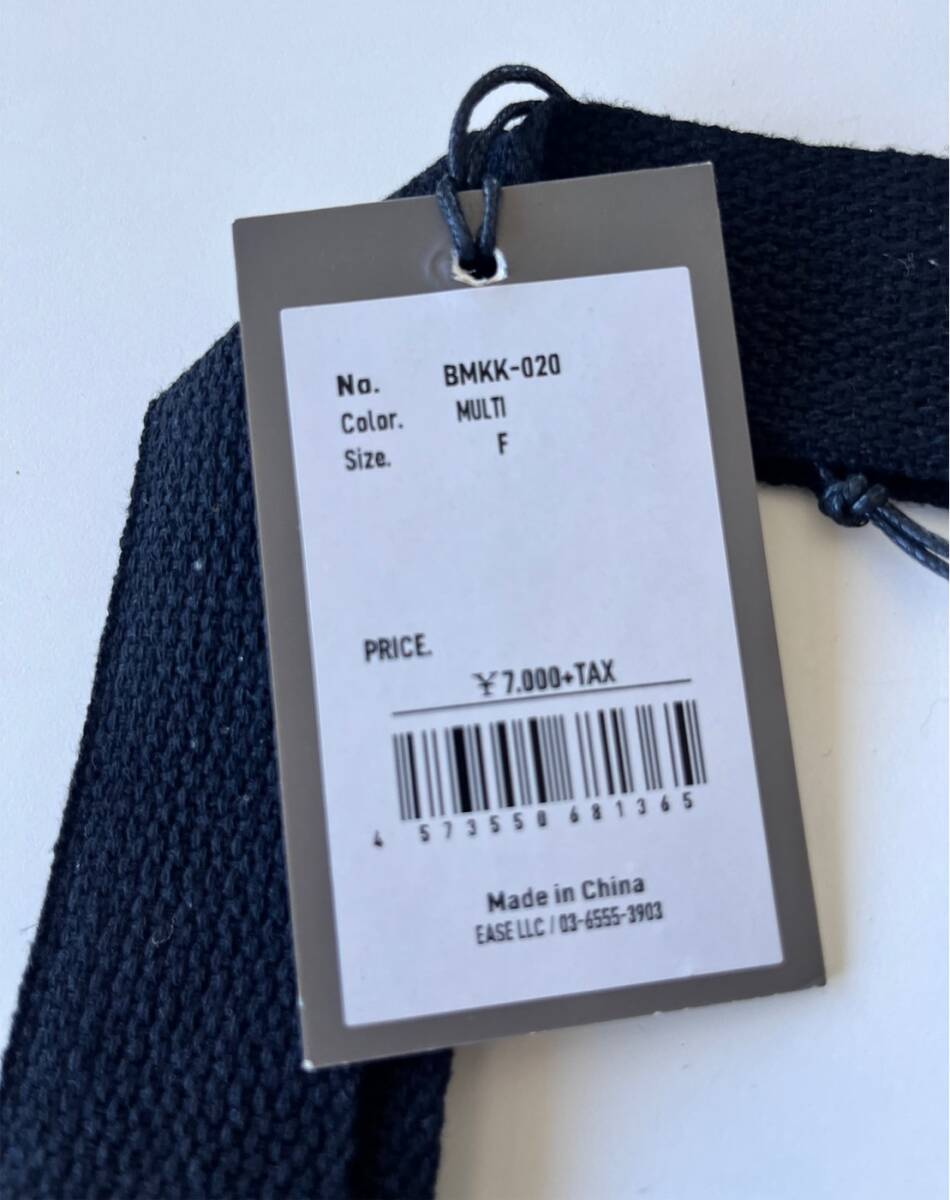 No. BMKK-020
Color. MULTI
Size. F
PRICE.
¥7.000+TAX
4 573550 681365
Made in China
EASE LLC / 03-6555-3903